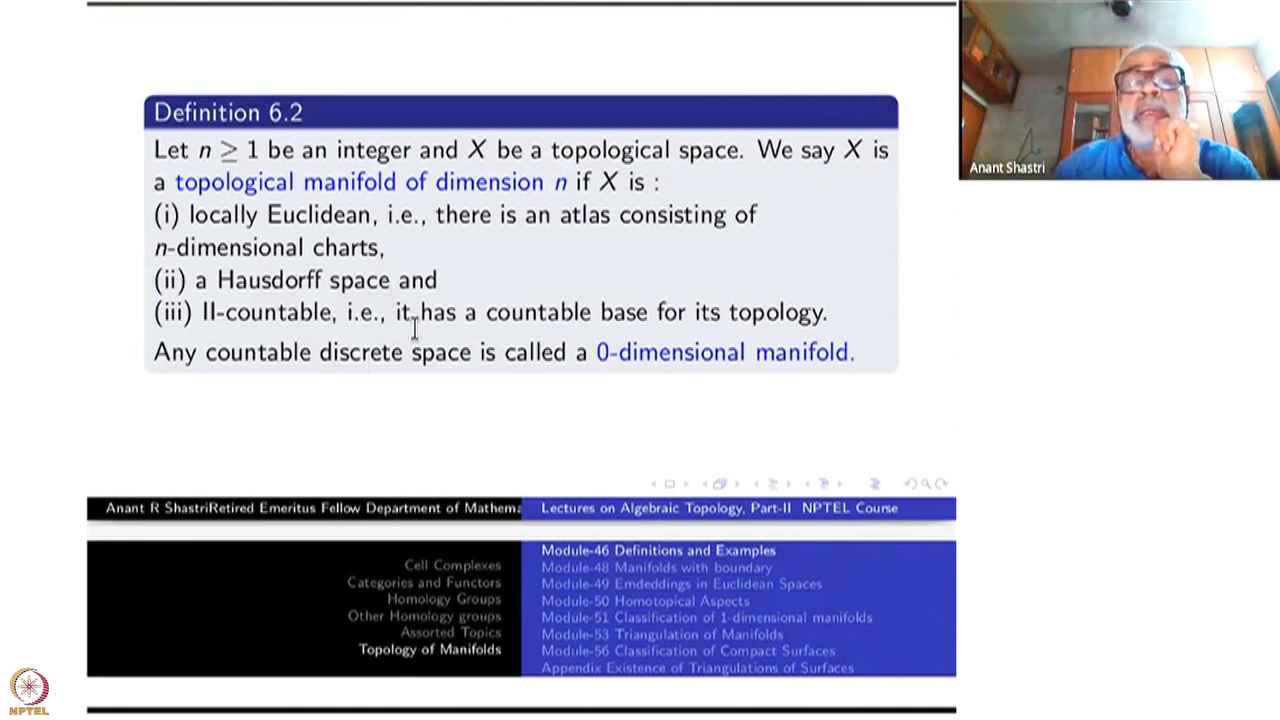 Definition 6.2
Let n ≥ 1 be an integer and X be a topological space. We say X is
a topological manifold of dimension n if X is :
(i) locally Euclidean, i.e., there is an atlas consisting of
n-dimensional charts,
(ii) a Hausdorff space and
(iii) II-countable, i.e., it has a countable base for its topology.
Any countable discrete space is called a 0-dimensional manifold.
Anant Shastri
Anant R ShastriRetired Emeritus Fellow Department of Mathema
Lectures on Algebraic Topology, Part-II NPTEL Course
Cell Complexes
Categories and Functors
Homology Groups
Other Homology groups
Assorted Topics
Topology of Manifolds
Module-46 Definitions and Examples
Module-48 Manifolds with boundary
Module-49 Emdeddings in Euclidean Spaces
Module-50 Homotopical Aspects
Module-51 Classification of 1-dimensional manifolds
Module-53 Triangulation of Manifolds
Module-56 Classification of Compact Surfaces
Appendix Existence of Triangulations of Surfaces
NPTEL